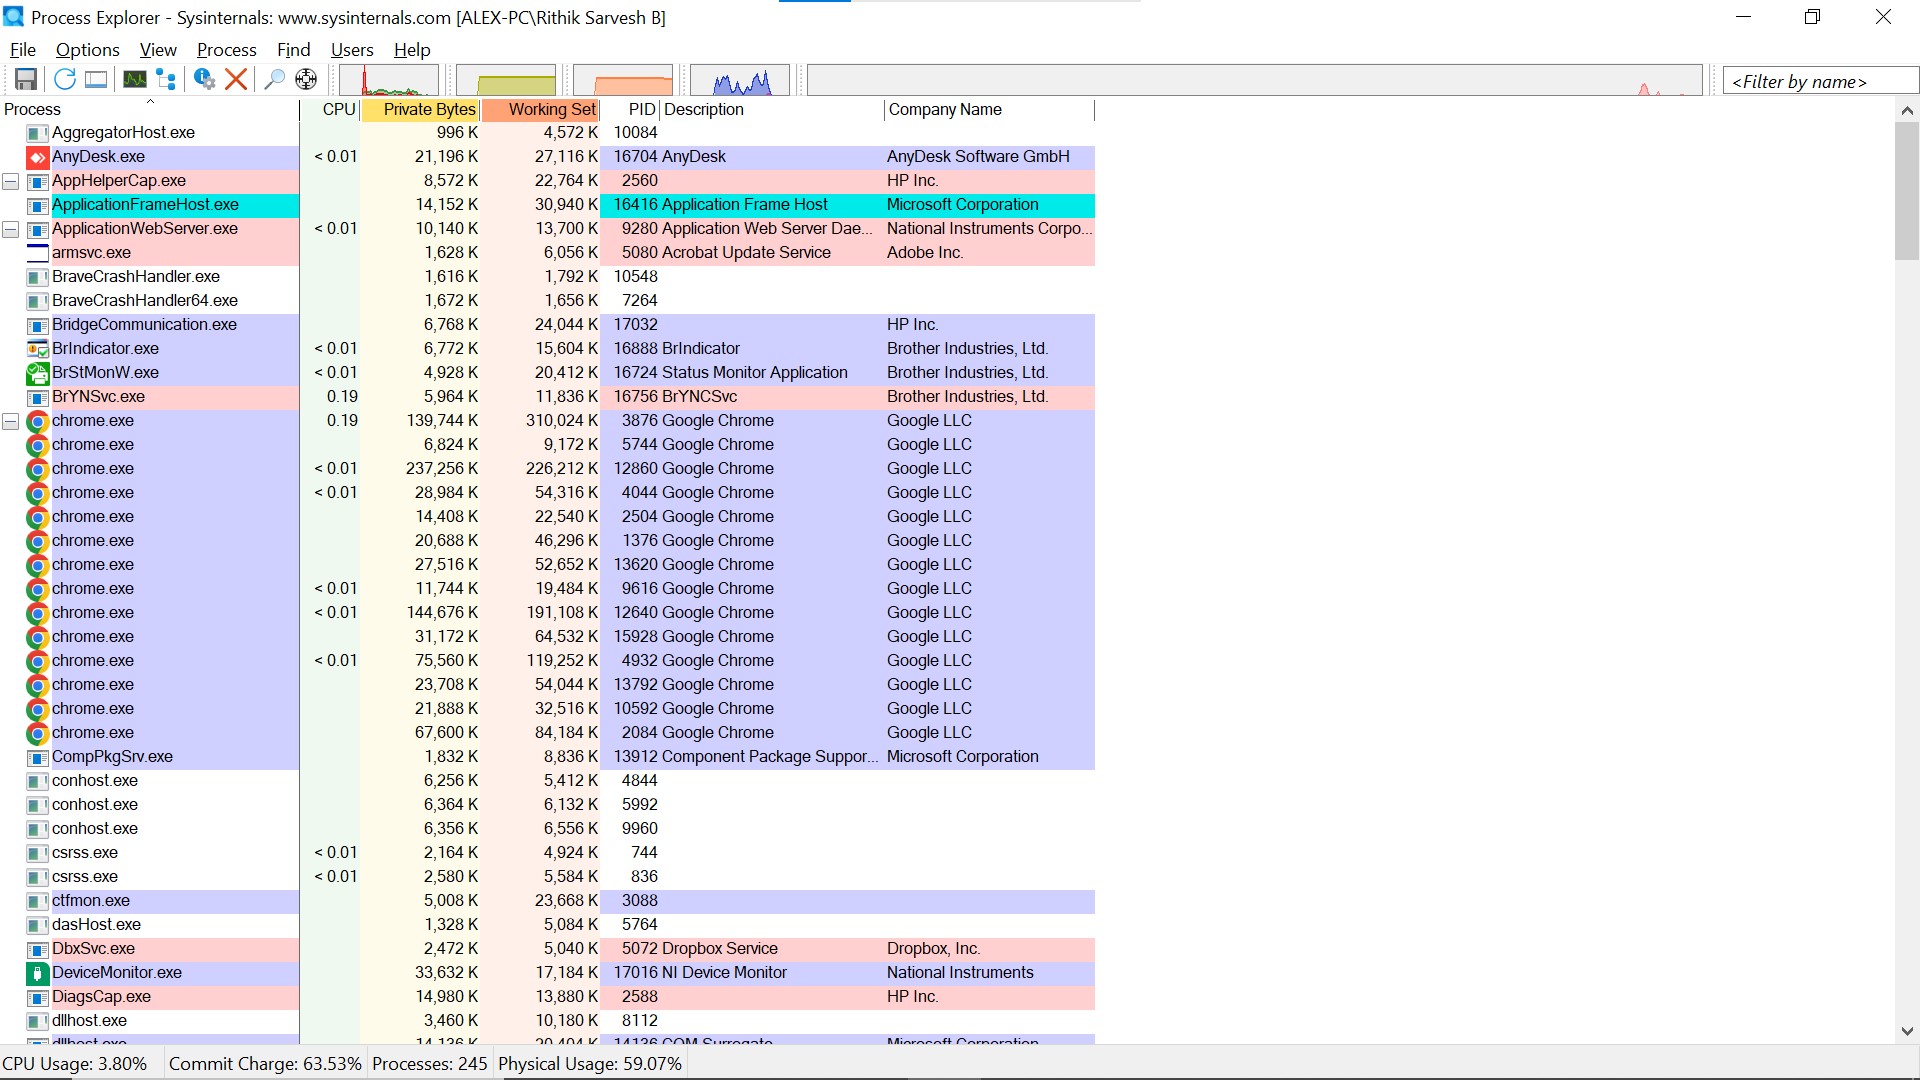 Process Explorer - Sysinternals: www.sysinternals.com [ALEX-PC\Rithik Sarvesh B]
File Options View Process Find Users Help
<Filter by name>
Process CPU Private Bytes Working Set PID Description Company Name
AggregatorHost.exe 996 K 4,572 K 10084
AnyDesk.exe < 0.01 21,196 K 27,116 K 16704 AnyDesk AnyDesk Software GmbH
AppHelperCap.exe 8,572 K 22,764 K 2560 HP Inc.
ApplicationFrameHost.exe 14,152 K 30,940 K 16416 Application Frame Host Microsoft Corporation
ApplicationWebServer.exe < 0.01 10,140 K 13,700 K 9280 Application Web Server Dae... National Instruments Corpo...
armsvc.exe 1,628 K 6,056 K 5080 Acrobat Update Service Adobe Inc.
BraveCrashHandler.exe 1,616 K 1,792 K 10548
BraveCrashHandler64.exe 1,672 K 1,656 K 7264
BridgeCommunication.exe 6,768 K 24,044 K 17032 HP Inc.
BrIndicator.exe < 0.01 6,772 K 15,604 K 16888 BrIndicator Brother Industries, Ltd.
BrStMonW.exe < 0.01 4,928 K 20,412 K 16724 Status Monitor Application Brother Industries, Ltd.
BrYNSvc.exe 0.19 5,964 K 11,836 K 16756 BrYNCSvc Brother Industries, Ltd.
chrome.exe 0.19 139,744 K 310,024 K 3876 Google Chrome Google LLC
chrome.exe 6,824 K 9,172 K 5744 Google Chrome Google LLC
chrome.exe < 0.01 237,256 K 226,212 K 12860 Google Chrome Google LLC
chrome.exe < 0.01 28,984 K 54,316 K 4044 Google Chrome Google LLC
chrome.exe 14,408 K 22,540 K 2504 Google Chrome Google LLC
chrome.exe 20,688 K 46,296 K 1376 Google Chrome Google LLC
chrome.exe 27,516 K 52,652 K 13620 Google Chrome Google LLC
chrome.exe < 0.01 11,744 K 19,484 K 9616 Google Chrome Google LLC
chrome.exe < 0.01 144,676 K 191,108 K 12640 Google Chrome Google LLC
chrome.exe 31,172 K 64,532 K 15928 Google Chrome Google LLC
chrome.exe < 0.01 75,560 K 119,252 K 4932 Google Chrome Google LLC
chrome.exe 23,708 K 54,044 K 13792 Google Chrome Google LLC
chrome.exe 21,888 K 32,516 K 10592 Google Chrome Google LLC
chrome.exe 67,600 K 84,184 K 2084 Google Chrome Google LLC
CompPkgSrv.exe 1,832 K 8,836 K 13912 Component Package Suppor... Microsoft Corporation
conhost.exe 6,256 K 5,412 K 4844
conhost.exe 6,364 K 6,132 K 5992
conhost.exe 6,356 K 6,556 K 9960
csrss.exe < 0.01 2,164 K 4,924 K 744
csrss.exe < 0.01 2,580 K 5,584 K 836
ctfmon.exe 5,008 K 23,668 K 3088
dasHost.exe 1,328 K 5,084 K 5764
DbxSvc.exe 2,472 K 5,040 K 5072 Dropbox Service Dropbox, Inc.
DeviceMonitor.exe 33,632 K 17,184 K 17016 NI Device Monitor National Instruments
DiagsCap.exe 14,980 K 13,880 K 2588 HP Inc.
dllhost.exe 3,460 K 10,180 K 8112
dllhost.exe 14,136 K 20,404 K 14136 COM Surrogate Microsoft Corporation
CPU Usage: 3.80% Commit Charge: 63.53% Processes: 245 Physical Usage: 59.07%